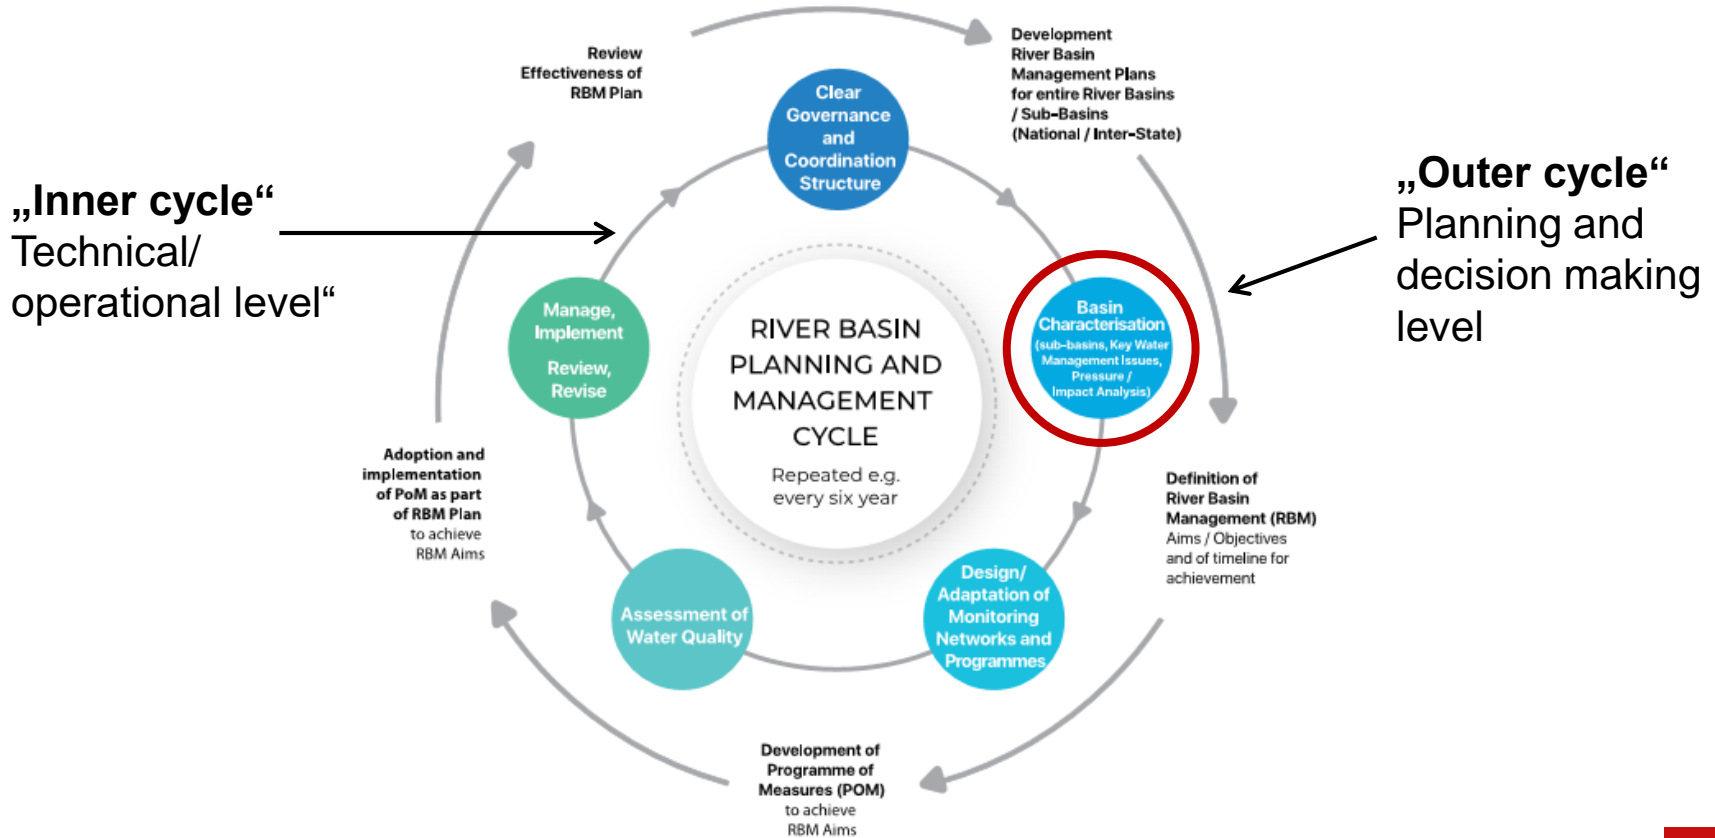 Review
Effectiveness of
RBM Plan
Development
River Basin
Management Plans
for entire River Basins
/ Sub-Basins
(National / Inter-State)
Clear
Governance
and
Coordination
Structure
„Inner cycle“
Technical/
operational level“
„Outer cycle“
Planning and
decision making
level
Manage,
Implement
Review,
Revise
RIVER BASIN
PLANNING AND
MANAGEMENT
CYCLE
Repeated e.g.
every six year
Basin
Characterisation
(sub-basins, Key Water
Management Issues,
Pressure /
Impact Analysis)
Adoption and
implementation
of PoM as part
of RBM Plan
to achieve
RBM Aims
Definition of
River Basin
Management (RBM)
Aims / Objectives
and of timeline for
achievement
Assessment of
Water Quality
Design/
Adaptation of
Monitoring
Networks and
Programmes
Development of
Programme of
Measures (POM)
to achieve
RBM Aims